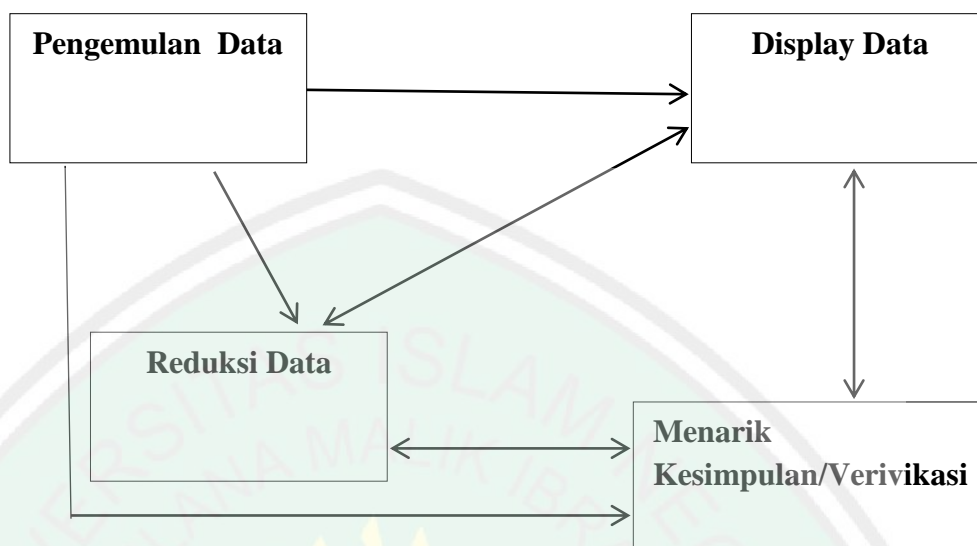 Pengemulan Data
Display Data
Reduksi Data
Menarik
Kesimpulan/Verivikasi